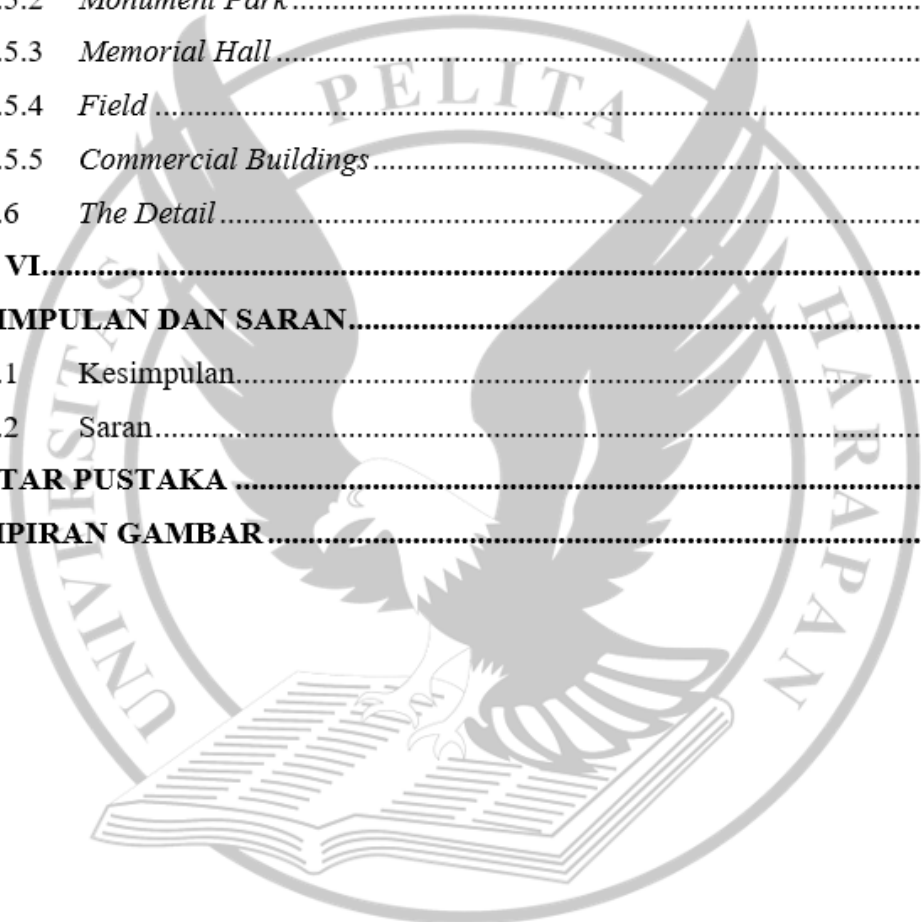 .5.2 Monument Park
.5.3 Memorial Hall
.5.4 Field
.5.5 Commercial Buildings
.6 The Detail
VI
IMPULAN DAN SARAN
.1 Kesimpulan
.2 Saran
TAR PUSTAKA
IPIRAN GAMBAR
UNIVERSITAS PELITA HARAPAN